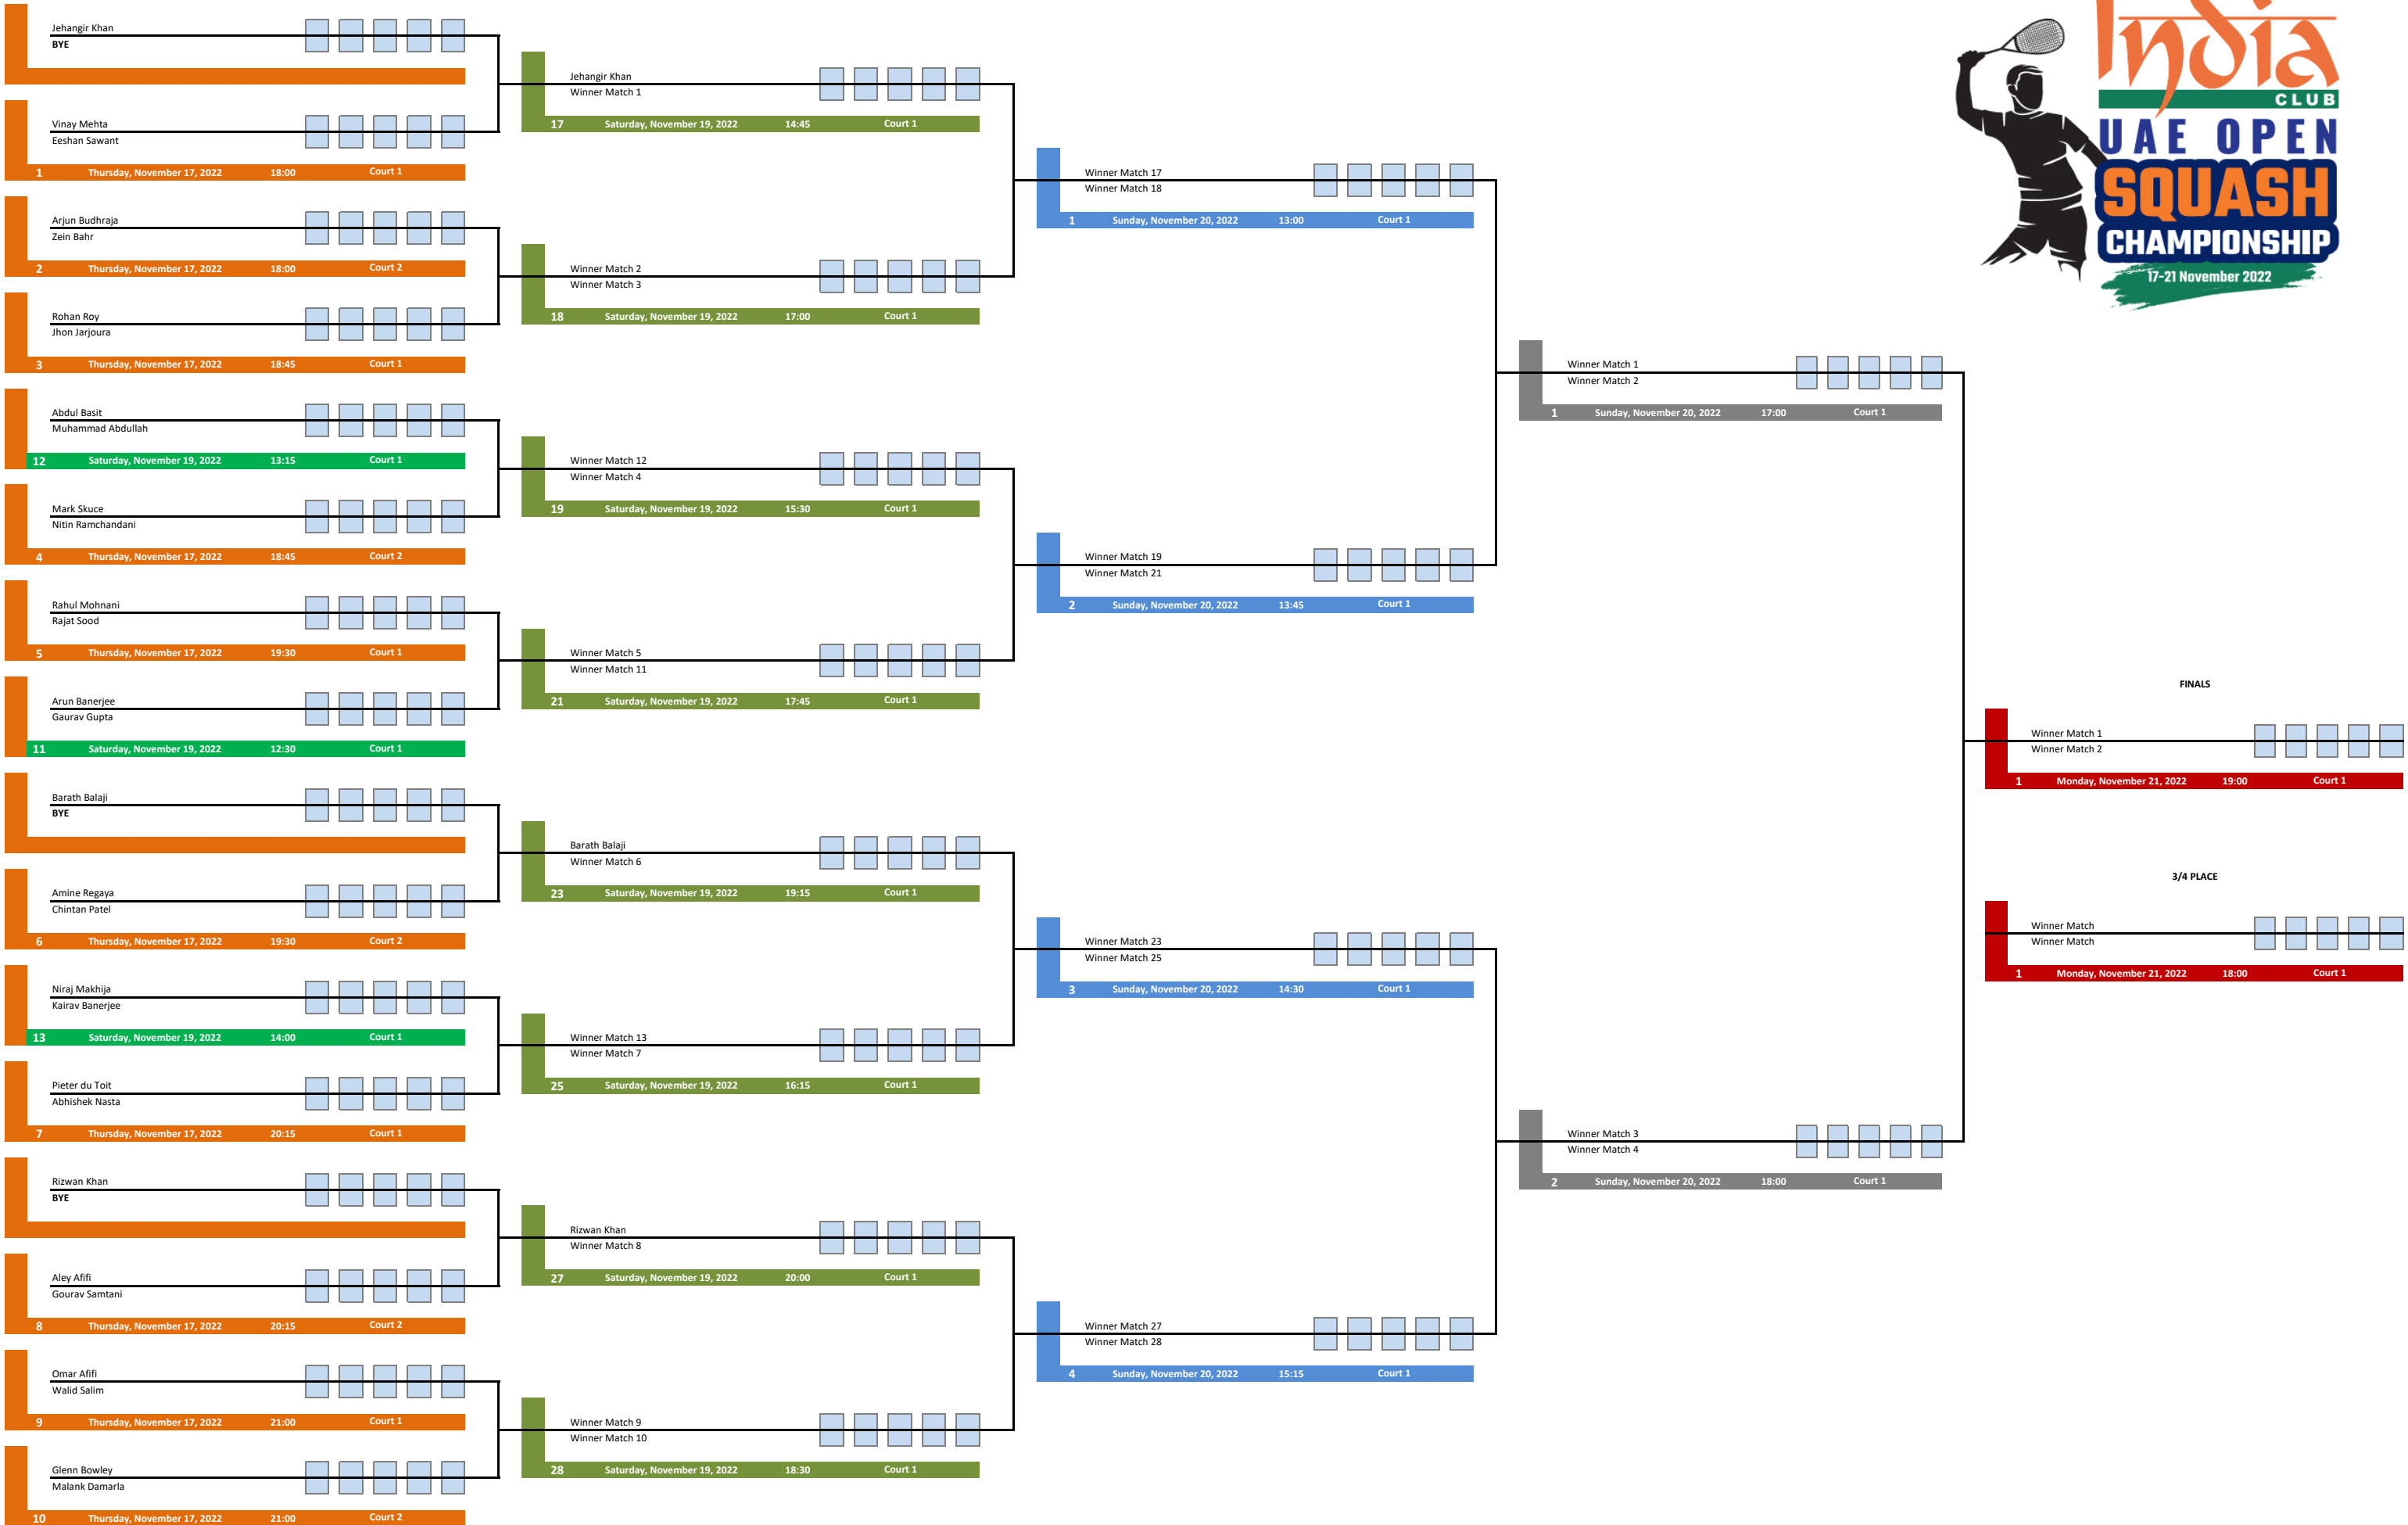 Jehangir Khan
BYE
Vinay Mehta
Eeshan Sawant
1 Thursday, November 17, 2022 18:00 Court 1
Arjun Budhraja
Zein Bahr
2 Thursday, November 17, 2022 18:00 Court 2
Rohan Roy
Jhon Jarjoura
3 Thursday, November 17, 2022 18:45 Court 1
Abdul Basit
Muhammad Abdullah
12 Saturday, November 19, 2022 13:15 Court 1
Mark Skuce
Nitin Ramchandani
4 Thursday, November 17, 2022 18:45 Court 2
Rahul Mohnani
Rajat Sood
5 Thursday, November 17, 2022 19:30 Court 1
Arun Banerjee
Gaurav Gupta
11 Saturday, November 19, 2022 12:30 Court 1
Barath Balaji
BYE
Amine Regaya
Chintan Patel
6 Thursday, November 17, 2022 19:30 Court 2
Niraj Makhija
Kairav Banerjee
13 Saturday, November 19, 2022 14:00 Court 1
Pieter du Toit
Abhishek Nasta
7 Thursday, November 17, 2022 20:15 Court 1
Rizwan Khan
BYE
Aley Afifi
Gourav Samtani
8 Thursday, November 17, 2022 20:15 Court 2
Omar Afifi
Walid Salim
9 Thursday, November 17, 2022 21:00 Court 1
Glenn Bowley
Malank Damarla
10 Thursday, November 17, 2022 21:00 Court 2
Jehangir Khan
Winner Match 1
17 Saturday, November 19, 2022 14:45 Court 1
Winner Match 2
Winner Match 3
18 Saturday, November 19, 2022 17:00 Court 1
Winner Match 12
Winner Match 4
19 Saturday, November 19, 2022 15:30 Court 1
Winner Match 5
Winner Match 11
21 Saturday, November 19, 2022 17:45 Court 1
Barath Balaji
Winner Match 6
23 Saturday, November 19, 2022 19:15 Court 1
Winner Match 13
Winner Match 7
25 Saturday, November 19, 2022 16:15 Court 1
Rizwan Khan
Winner Match 8
27 Saturday, November 19, 2022 20:00 Court 1
Winner Match 9
Winner Match 10
28 Saturday, November 19, 2022 18:30 Court 1
Winner Match 17
Winner Match 18
1 Sunday, November 20, 2022 13:00 Court 1
Winner Match 19
Winner Match 21
2 Sunday, November 20, 2022 13:45 Court 1
Winner Match 23
Winner Match 25
3 Sunday, November 20, 2022 14:30 Court 1
Winner Match 27
Winner Match 28
4 Sunday, November 20, 2022 15:15 Court 1
Winner Match 1
Winner Match 2
1 Sunday, November 20, 2022 17:00 Court 1
Winner Match 3
Winner Match 4
2 Sunday, November 20, 2022 18:00 Court 1
India
CLUB
UAE OPEN
SQUASH
CHAMPIONSHIP
17-21 November 2022
FINALS
Winner Match 1
Winner Match 2
1 Monday, November 21, 2022 19:00 Court 1
3/4 PLACE
Winner Match
Winner Match
1 Monday, November 21, 2022 18:00 Court 1